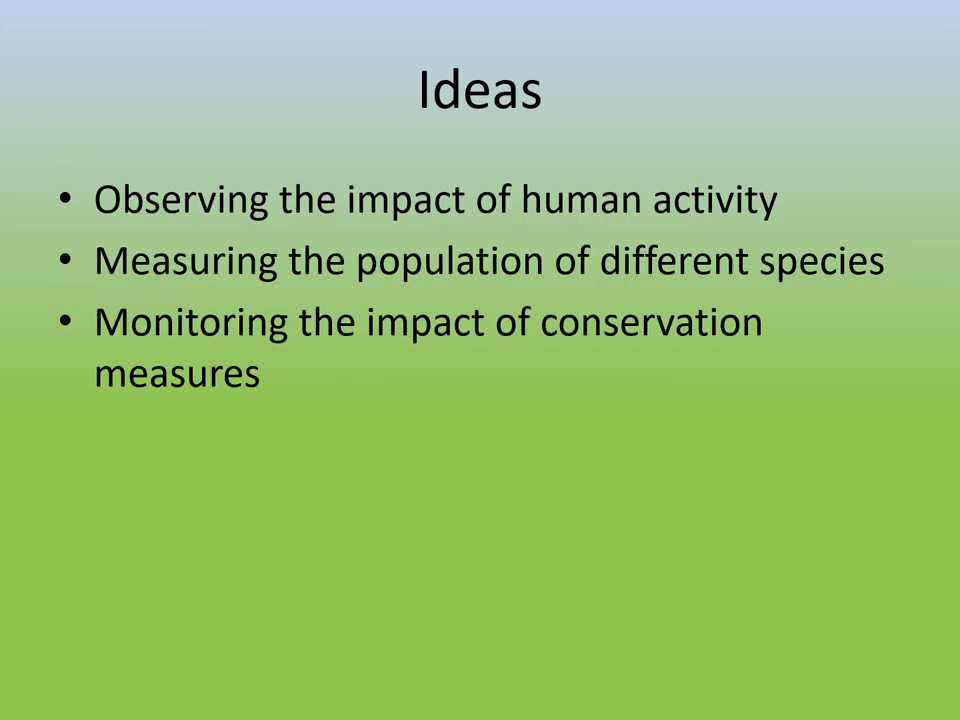 Ideas
• Observing the impact of human activity
• Measuring the population of different species
• Monitoring the impact of conservation
measures